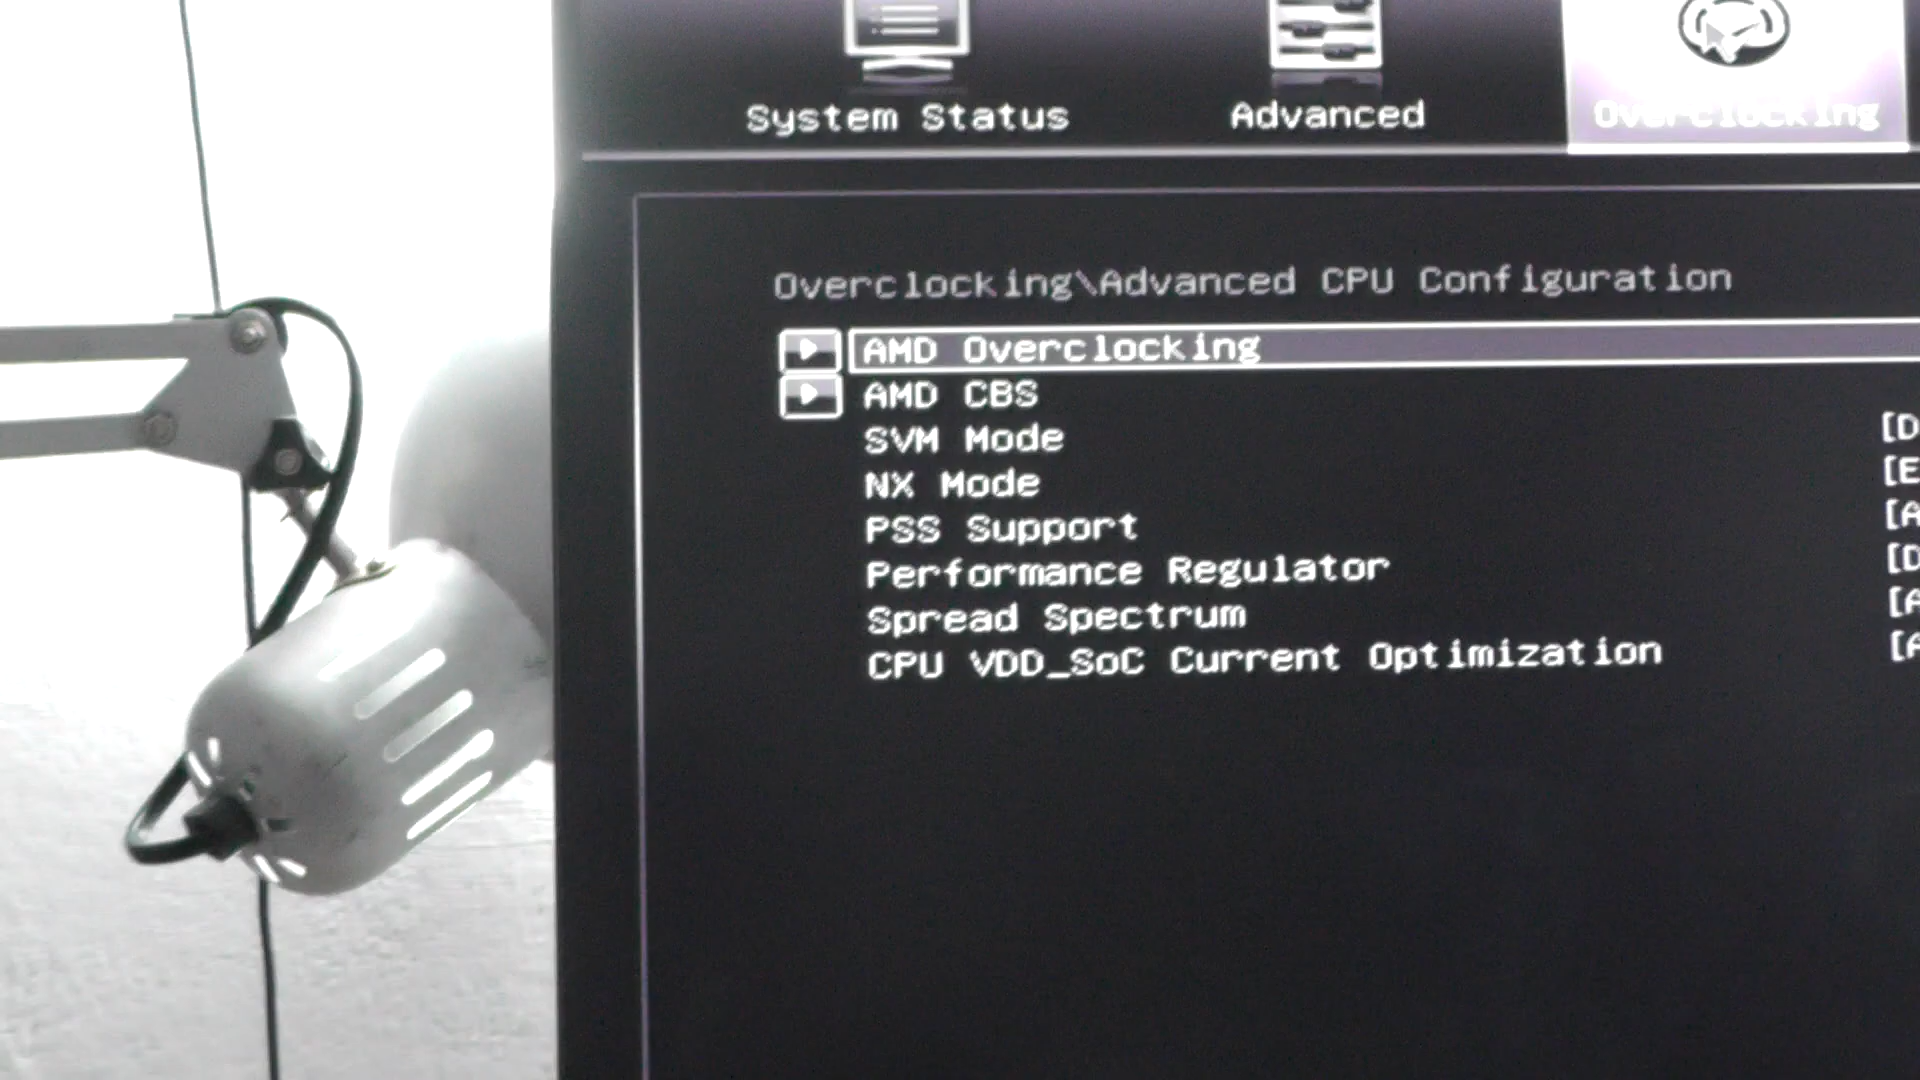 System Status Advanced Overclocking
Overclocking\Advanced CPU Configuration
AMD Overclocking
AMD CBS
SVM Mode [D
NX Mode [E
PSS Support [A
Performance Regulator [D
Spread Spectrum [A
CPU VDD_SoC Current Optimization [A